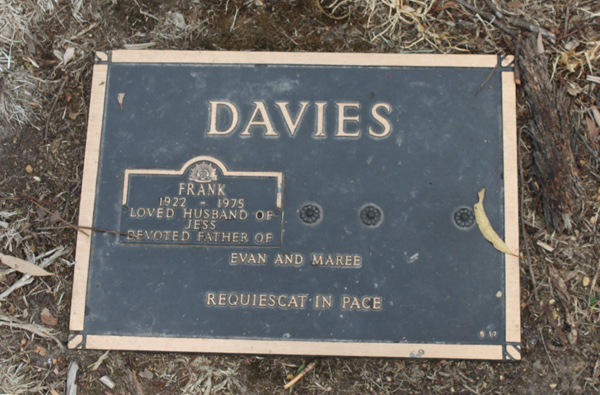 DAVIES
FRANK
1922 - 1975
LOVED HUSBAND OF
JESS
DEVOTED FATHER OF
EVAN AND MAREE
REQUIESCAT IN PACE